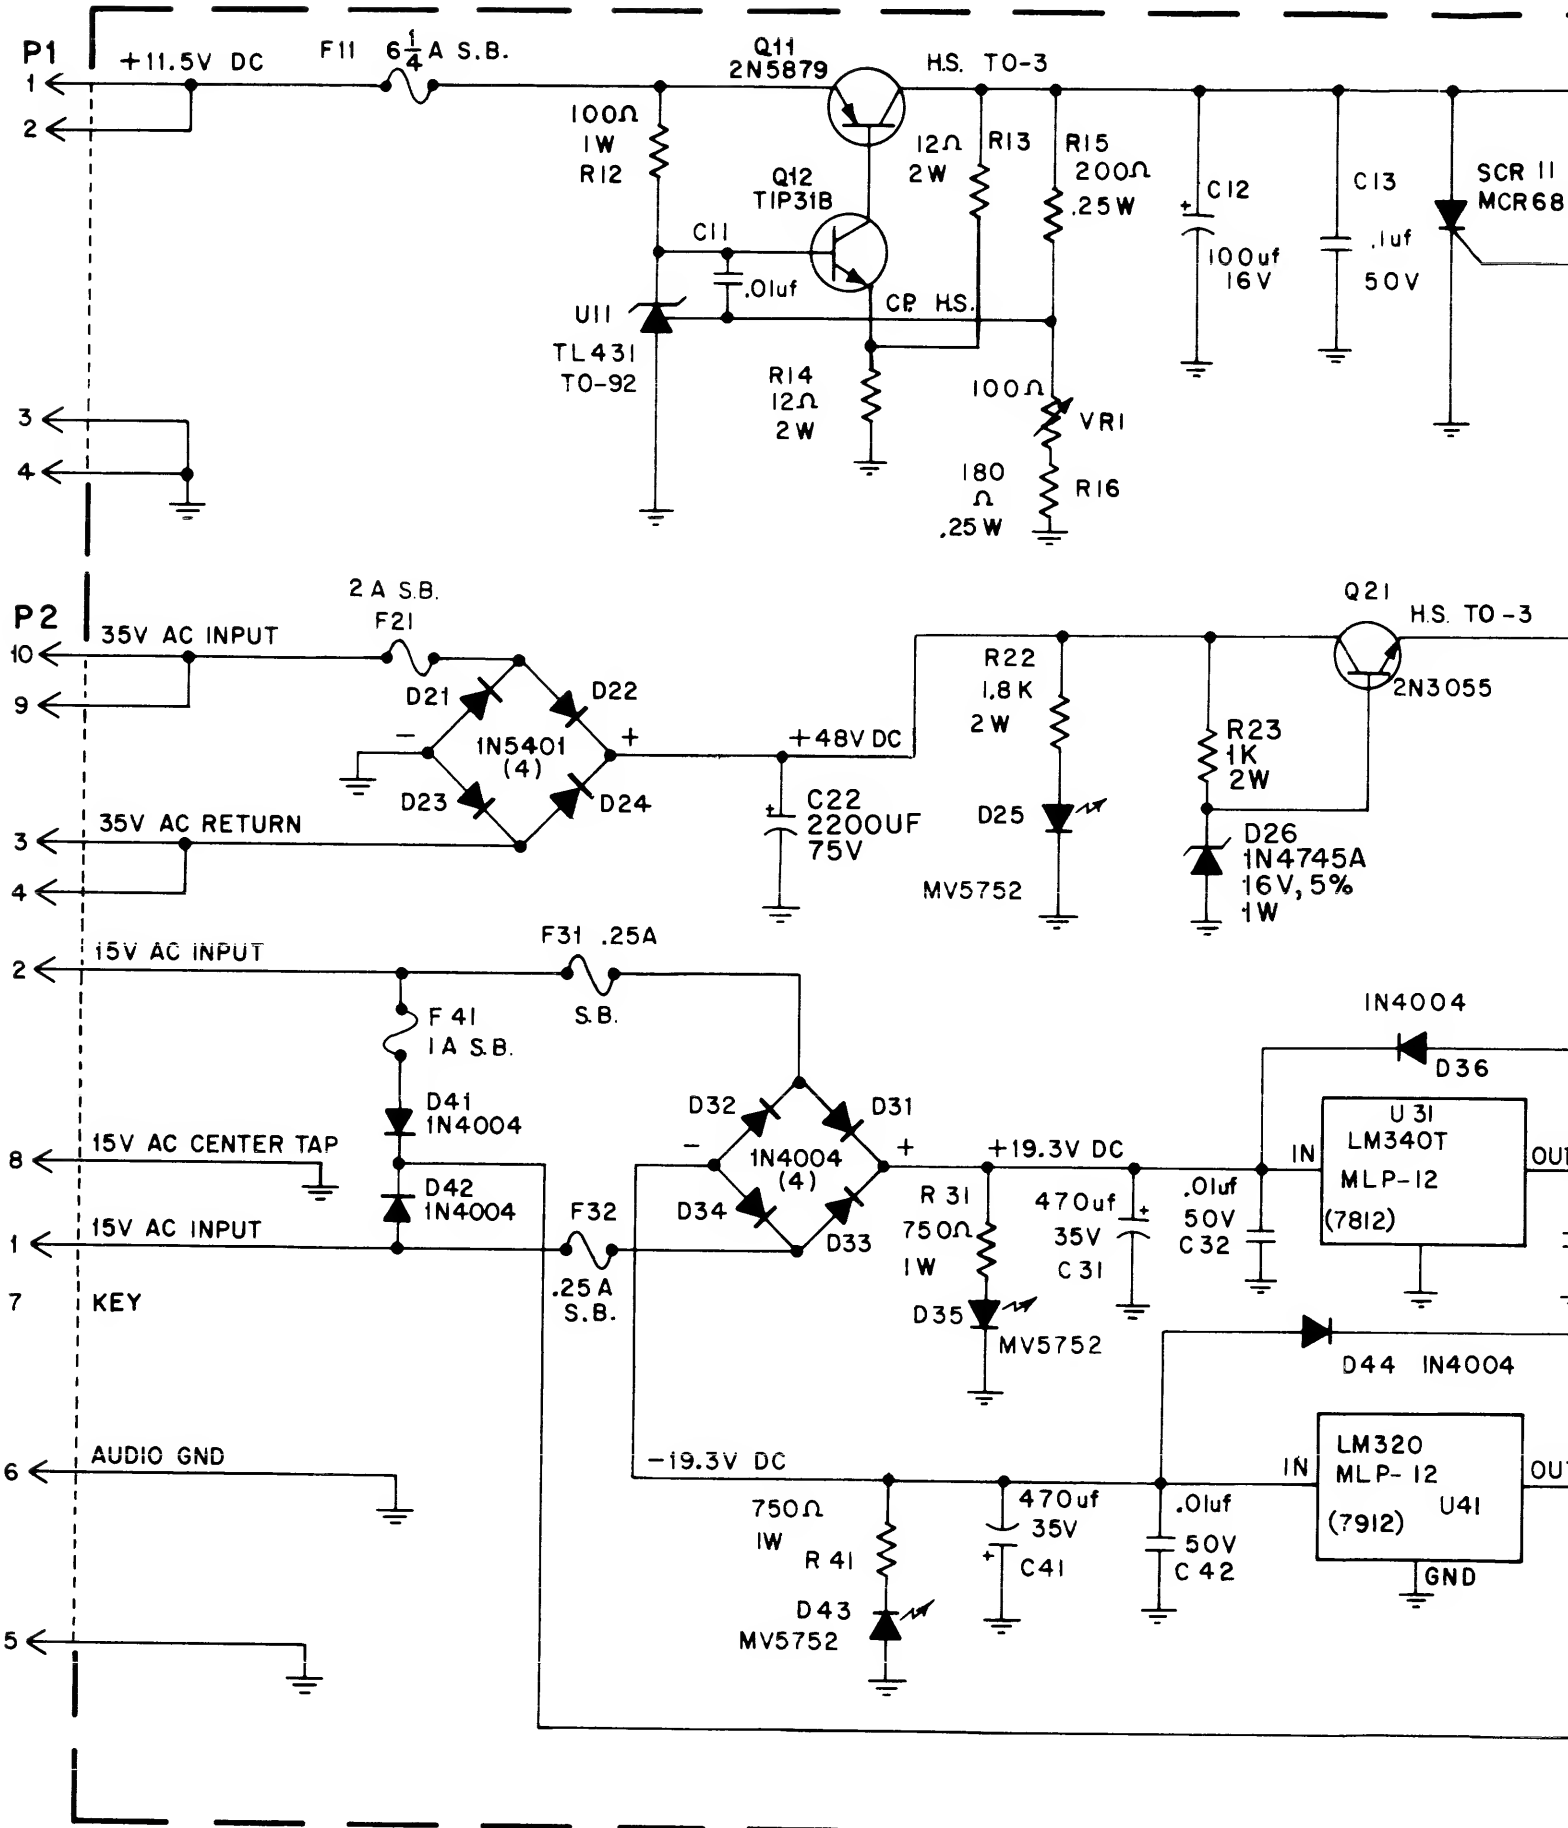 P1
1
+11.5V DC
F11 6 1/4 A S.B.
Q11
2N5879
H.S. TO-3
2
100Ω
1W
R12
Q12
TIP31B
12Ω
2W
R13
R15
200Ω
.25W
C12
+
100uf
16V
C13
.1uf
50V
SCR 11
MCR68
C11
.01uf
CP. H.S.
U11
TL431
TO-92
R14
12Ω
2W
100Ω
VR1
3
4
180
Ω
.25W
R16
P2
10
35V AC INPUT
2A S.B.
F21
9
D21
D22
1N5401
(4)
-
+
D23
D24
+48V DC
R22
1.8K
2W
Q21
H.S. TO-3
2N3055
R23
1K
2W
3
35V AC RETURN
4
+
C22
2200UF
75V
D25
MV5752
D26
1N4745A
16V, 5%
1W
2
15V AC INPUT
F31 .25A
S.B.
F41
1A S.B.
D41
1N4004
8
15V AC CENTER TAP
D42
1N4004
1
15V AC INPUT
F32
.25A
S.B.
7
KEY
D32
D31
1N4004
(4)
-
+
D34
D33
+19.3V DC
R31
750Ω
1W
D35
MV5752
470uf
35V
C31
+
.01uf
50V
C32
1N4004
D36
U31
LM340T
MLP-12
(7812)
IN
OUT
D44 1N4004
6
AUDIO GND
-19.3V DC
750Ω
1W
R41
D43
MV5752
470uf
35V
+
C41
.01uf
50V
C42
IN
LM320
MLP-12
(7912)
U41
OUT
GND
5